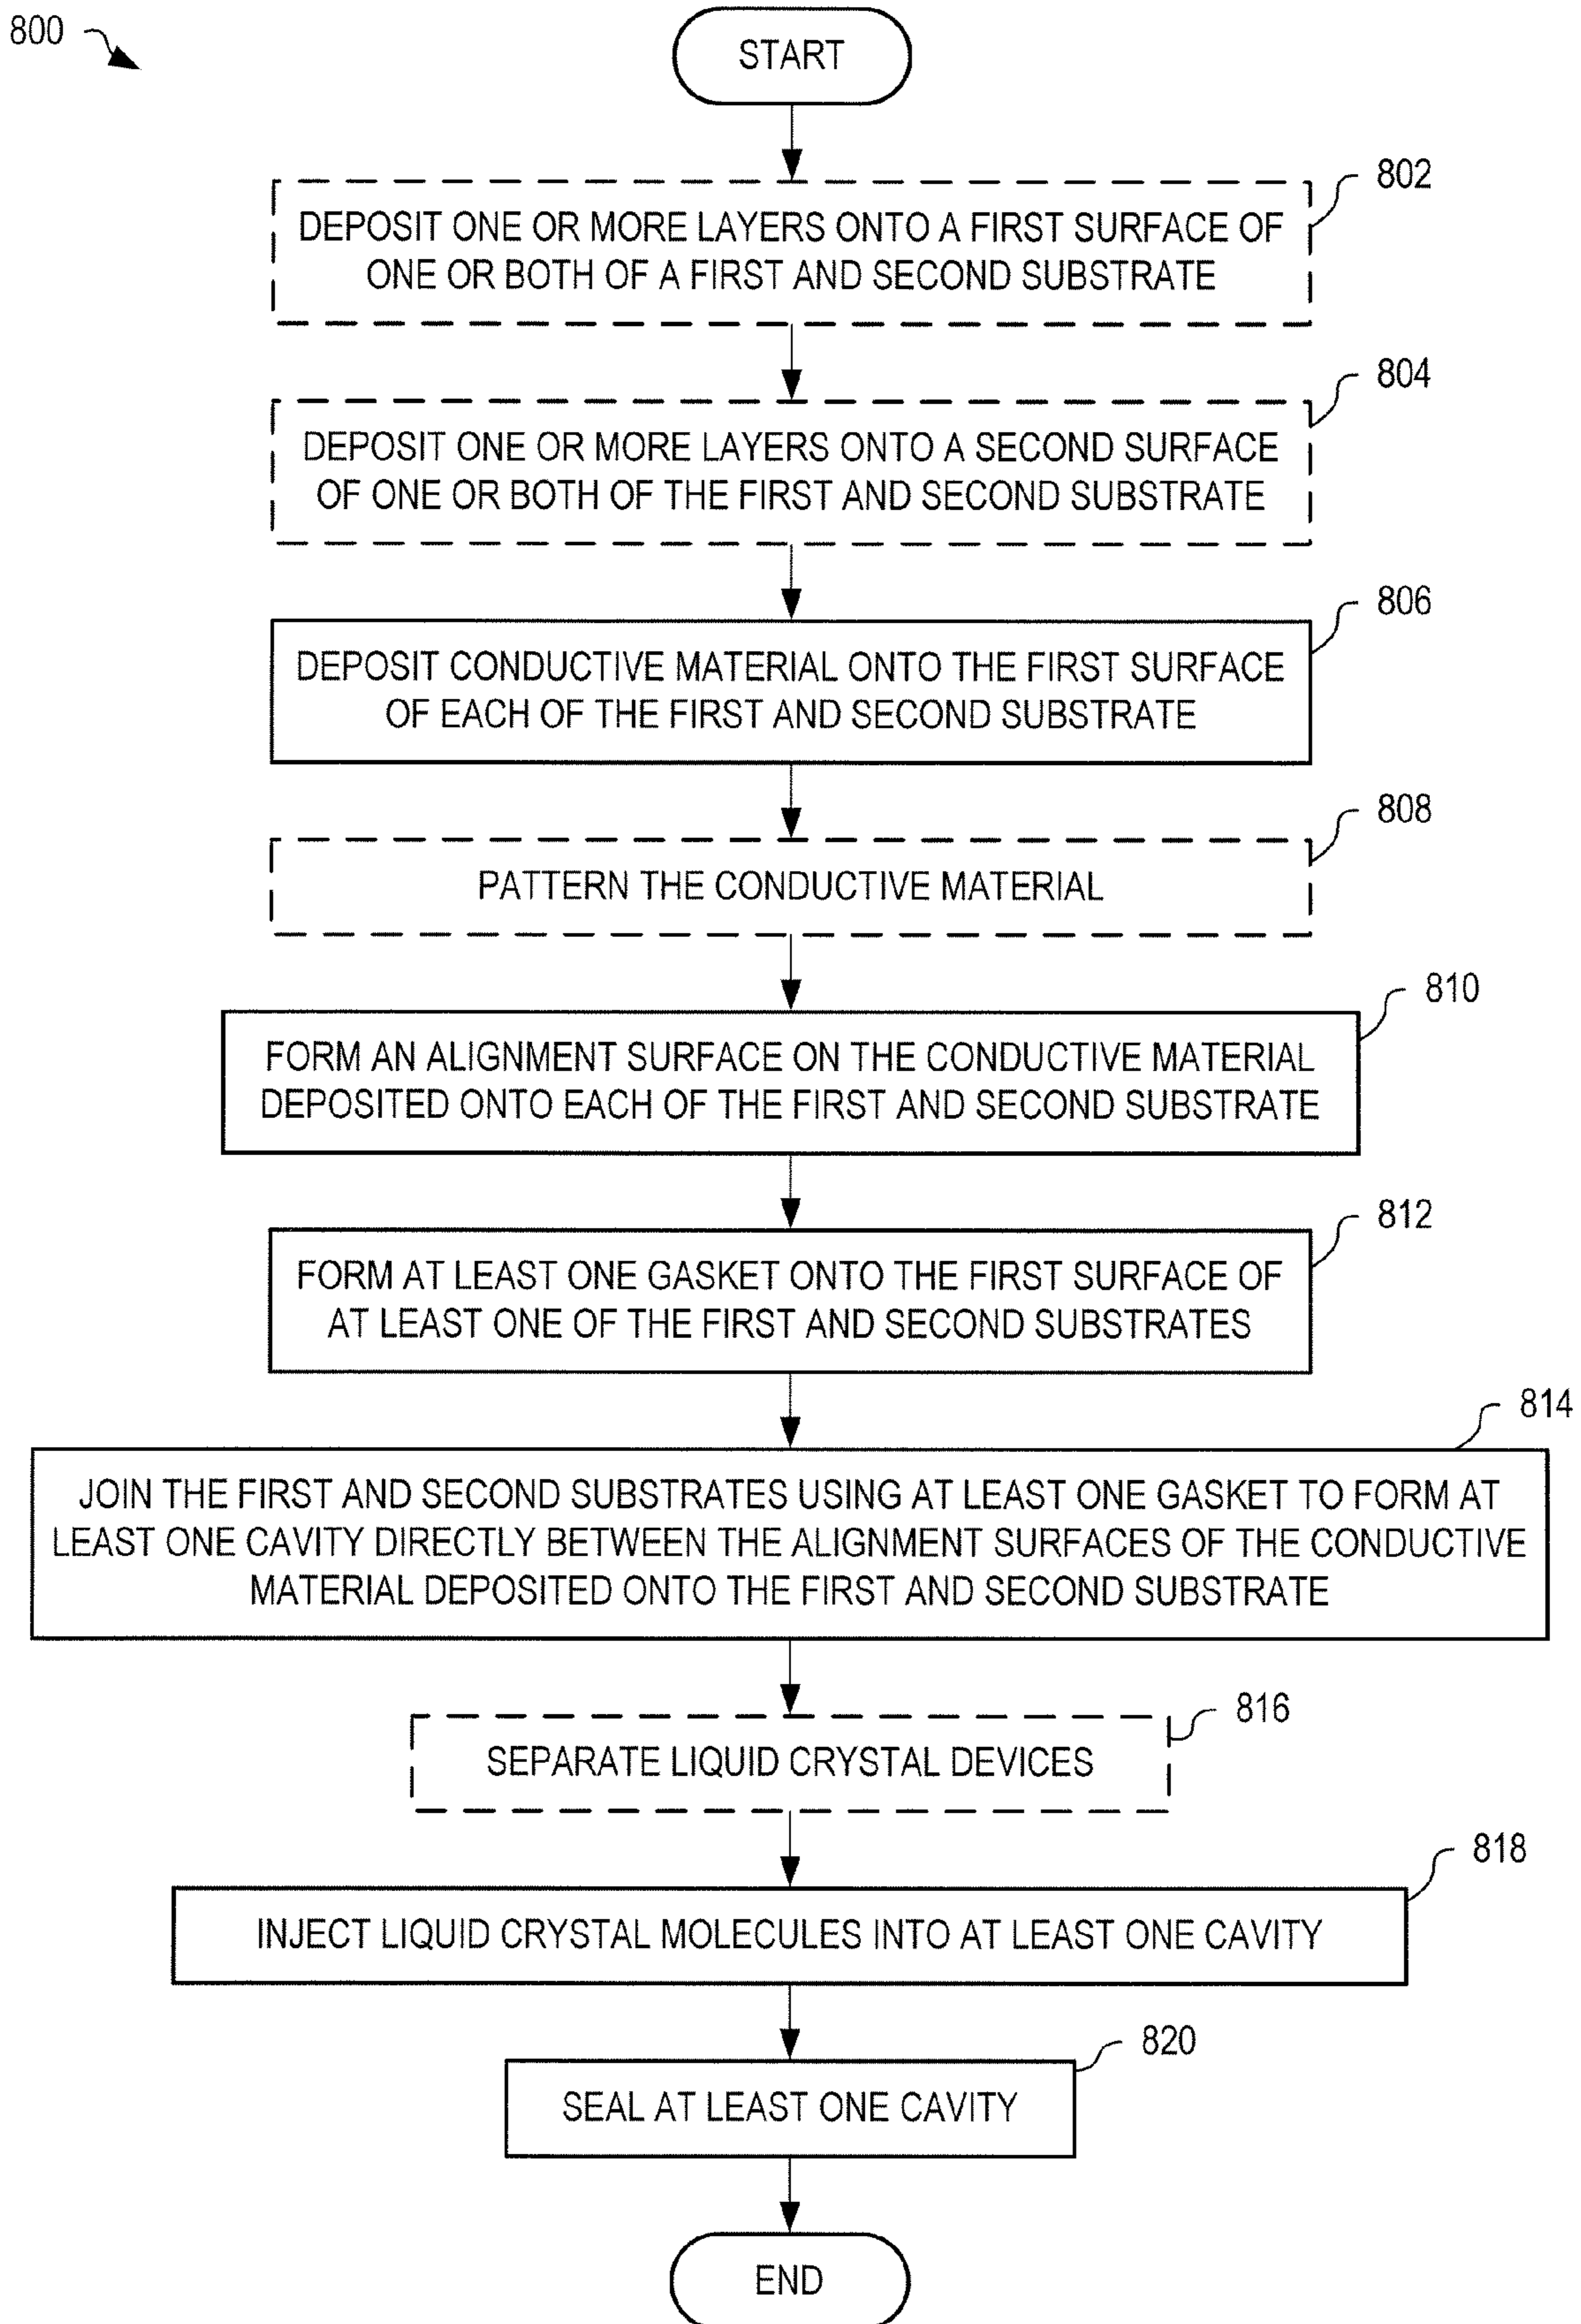 800
START
802
DEPOSIT ONE OR MORE LAYERS ONTO A FIRST SURFACE OF
ONE OR BOTH OF A FIRST AND SECOND SUBSTRATE
804
DEPOSIT ONE OR MORE LAYERS ONTO A SECOND SURFACE
OF ONE OR BOTH OF THE FIRST AND SECOND SUBSTRATE
806
DEPOSIT CONDUCTIVE MATERIAL ONTO THE FIRST SURFACE
OF EACH OF THE FIRST AND SECOND SUBSTRATE
808
PATTERN THE CONDUCTIVE MATERIAL
810
FORM AN ALIGNMENT SURFACE ON THE CONDUCTIVE MATERIAL
DEPOSITED ONTO EACH OF THE FIRST AND SECOND SUBSTRATE
812
FORM AT LEAST ONE GASKET ONTO THE FIRST SURFACE OF
AT LEAST ONE OF THE FIRST AND SECOND SUBSTRATES
814
JOIN THE FIRST AND SECOND SUBSTRATES USING AT LEAST ONE GASKET TO FORM AT
LEAST ONE CAVITY DIRECTLY BETWEEN THE ALIGNMENT SURFACES OF THE CONDUCTIVE
MATERIAL DEPOSITED ONTO THE FIRST AND SECOND SUBSTRATE
816
SEPARATE LIQUID CRYSTAL DEVICES
818
INJECT LIQUID CRYSTAL MOLECULES INTO AT LEAST ONE CAVITY
820
SEAL AT LEAST ONE CAVITY
END